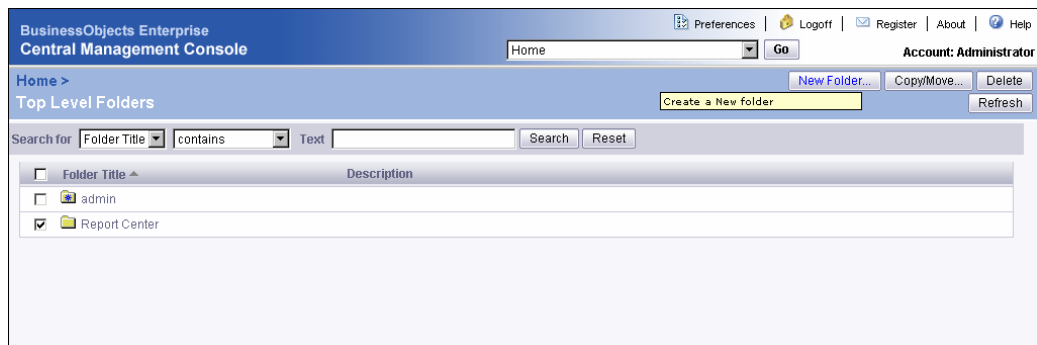 BusinessObjects Enterprise
Central Management Console
Preferences | Logoff | Register | About | Help
Home Go
Account: Administrator
Home >
Top Level Folders
New Folder... Copy/Move... Delete
Create a New folder
Refresh
Search for Folder Title contains Text Search Reset
Folder Title Description
admin
Report Center